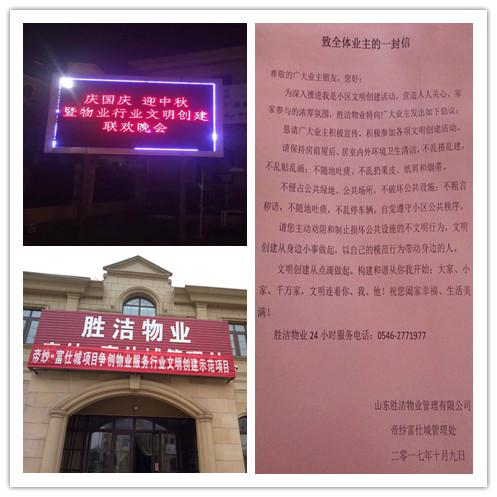 庆国庆 迎中秋
暨物业行业文明创建
联欢晚会
胜洁物业
帝纱·富仕城项目争创物业服务行业文明创建示范项目
致全体业主的一封信
尊敬的广大业主朋友，您好：
为深入推进我是小区文明创建活动，营造人人关心、家
家参与的浓厚氛围，胜洁物业特向广大业主发出如下倡议：
恳请广大业主积极宣传，积极参加各项文明创建活动。
请保持房前屋后、居室内外环境卫生清洁，不乱搭乱建，
不乱贴乱画；不随地吐痰、不乱扔果皮、纸屑和烟蒂。
不侵占公共绿地、公共场所，不破坏公共设施；不粗言
秽语，不随地吐痰，不乱停车辆，自觉遵守小区公共秩序。
请您主动劝阻和制止损坏公共设施的不文明行为，文明
创建从身边小事做起，以自己的模范行为带动身边的人。
文明创建从点滴做起，构建和谐从你我开始；大家、小
家、千万家，文明连着你、我、他！祝您阖家幸福、生活美
满！
胜洁物业 24 小时服务电话：0546-2771977
山东胜洁物业管理有限公司
帝纱富仕城管理处
二零一七年十月九日